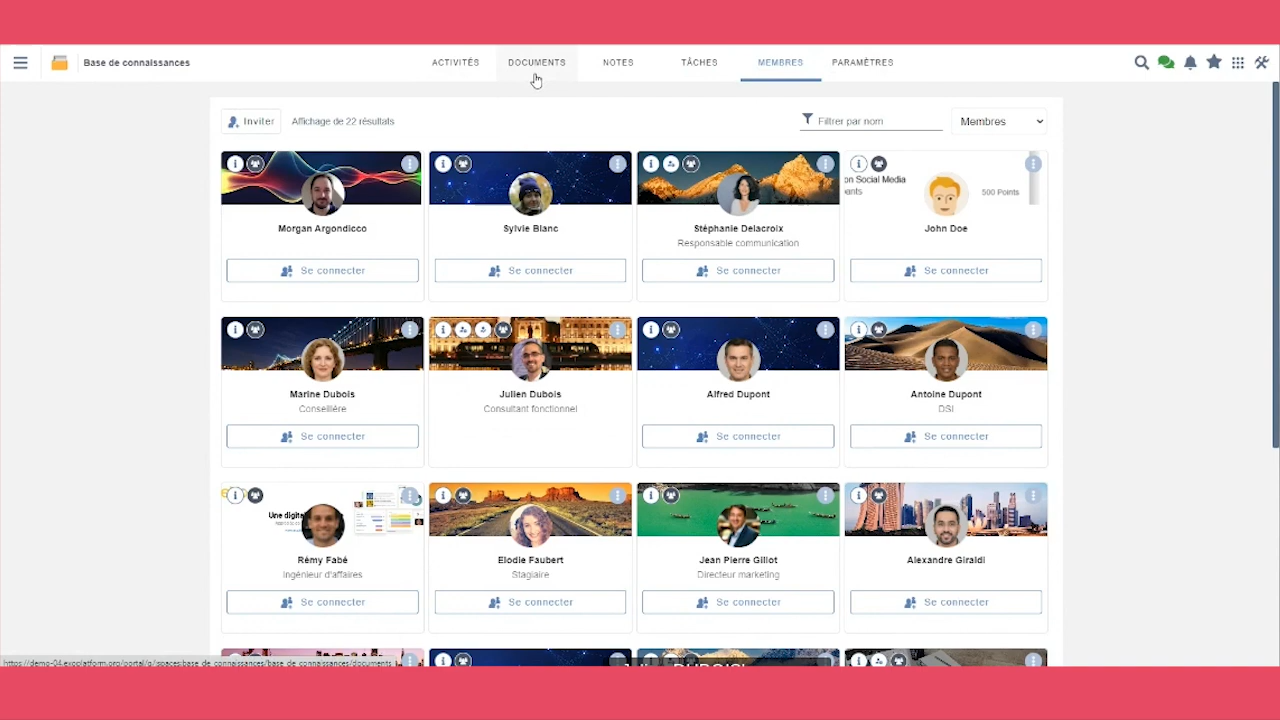 Base de connaissances
ACTIVITÉS DOCUMENTS NOTES TÂCHES MEMBRES PARAMÈTRES
Inviter Affichage de 22 résultats Filtrer par nom Membres
on Social Media
500 Points
Morgan Argondicco Sylvie Blanc Stéphanie Delacroix John Doe
Responsable communication
Se connecter Se connecter Se connecter Se connecter
Marine Dubois Julien Dubois Alfred Dupont Antoine Dupont
Conseillère Consultant fonctionnel DSI
Se connecter Se connecter Se connecter
Une digital
Rémy Fabé Elodie Faubert Jean Pierre Gillot Alexandre Giraldi
Ingénieur d'affaires Stagiaire Directeur marketing
Se connecter Se connecter Se connecter Se connecter